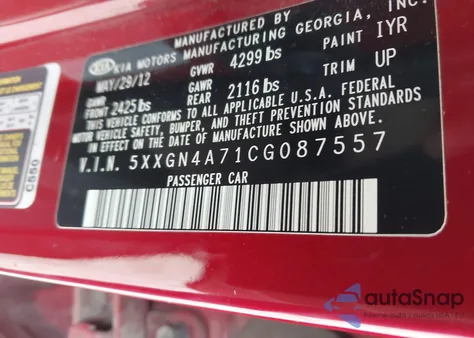 MANUFACTURED BY
KIA KIA MOTORS MANUFACTURING GEORGIA, INC.
MAY/29/12 GVWR 4299 lbs PAINT IYR
GAWR FRONT 2425 lbs GAWR REAR 2116 lbs TRIM UP
THIS VEHICLE CONFORMS TO ALL APPLICABLE U.S.A. FEDERAL
MOTOR VEHICLE SAFETY, BUMPER, AND THEFT PREVENTION STANDARDS
IN EFFECT ON THE DATE OF MANUFACTURE SHOWN ABOVE.
V.I.N. 5XXGN4A71CG087557
PASSENGER CAR
C550
autoSnap